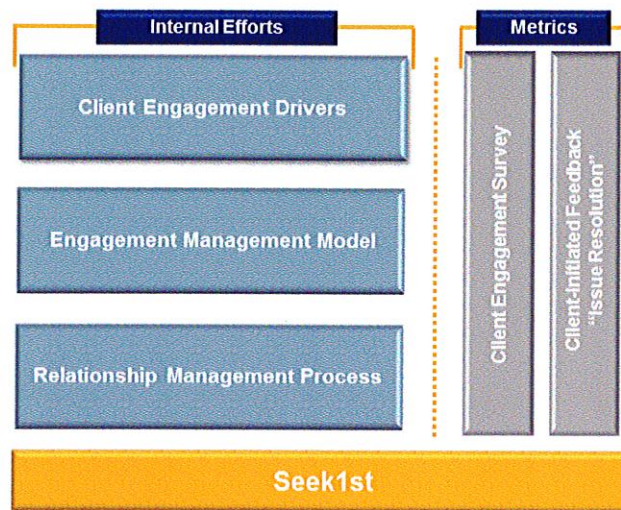 Internal Efforts
Metrics
Client Engagement Drivers
Engagement Management Model
Relationship Management Process
Client Engagement Survey
Client-Initiated Feedback
"Issue Resolution"
Seek1st